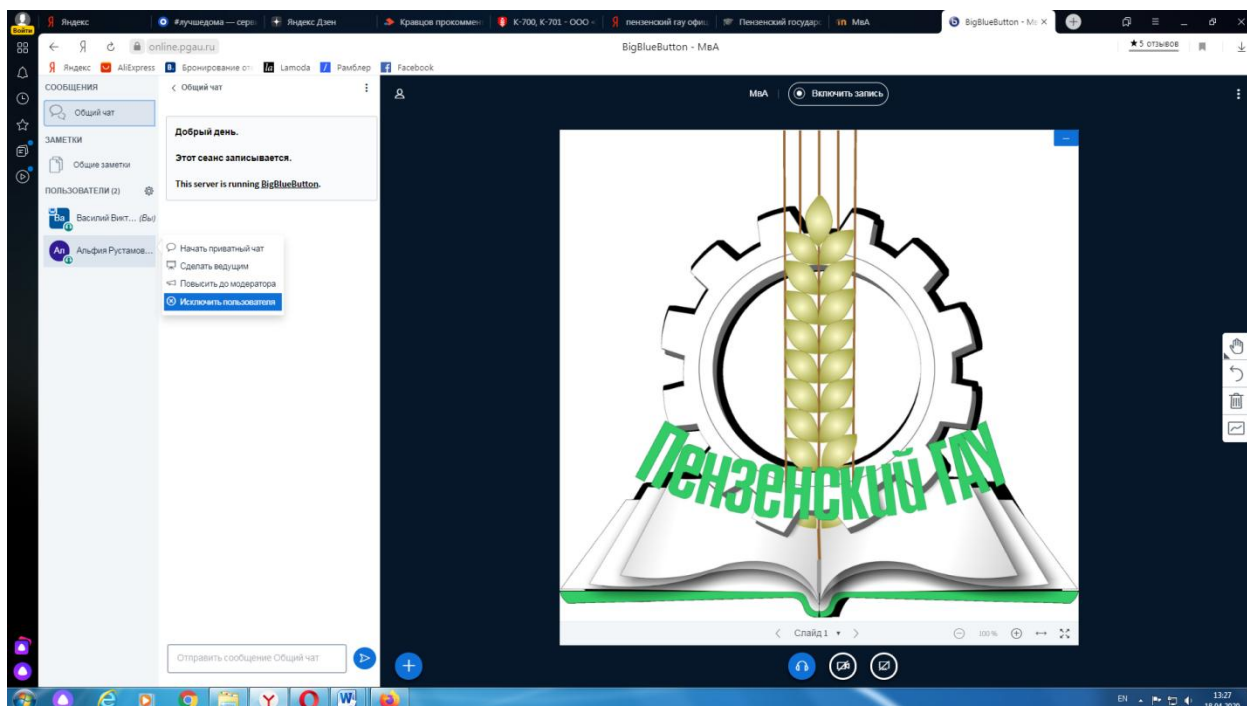 Войти
Яндекс
#лучшедома — серв
Яндекс Дзен
Кравцов прокоммен
К-700, К-701 - ООО «
пензенский гау офиц
Пензенский государс
МвА
BigBlueButton - Мв
online.pgau.ru
BigBlueButton - МвА
★5 отзывов
Яндекс
AliExpress
Бронирование от
Lamoda
Рамблер
Facebook
СООБЩЕНИЯ
Общий чат
ЗАМЕТКИ
Общие заметки
ПОЛЬЗОВАТЕЛИ (2)
Ва
Василий Викт... (Вы)
Ал
Альфия Рустамов...
Общий чат
Добрый день.
Этот сеанс записывается.
This server is running BigBlueButton.
Начать приватный чат
Сделать ведущим
Повысить до модератора
Исключить пользователя
Отправить сообщение Общий чат
МвА
Включить запись
Пензенский ГАУ
Слайд 1
100%
EN
13:27
18.04.2020